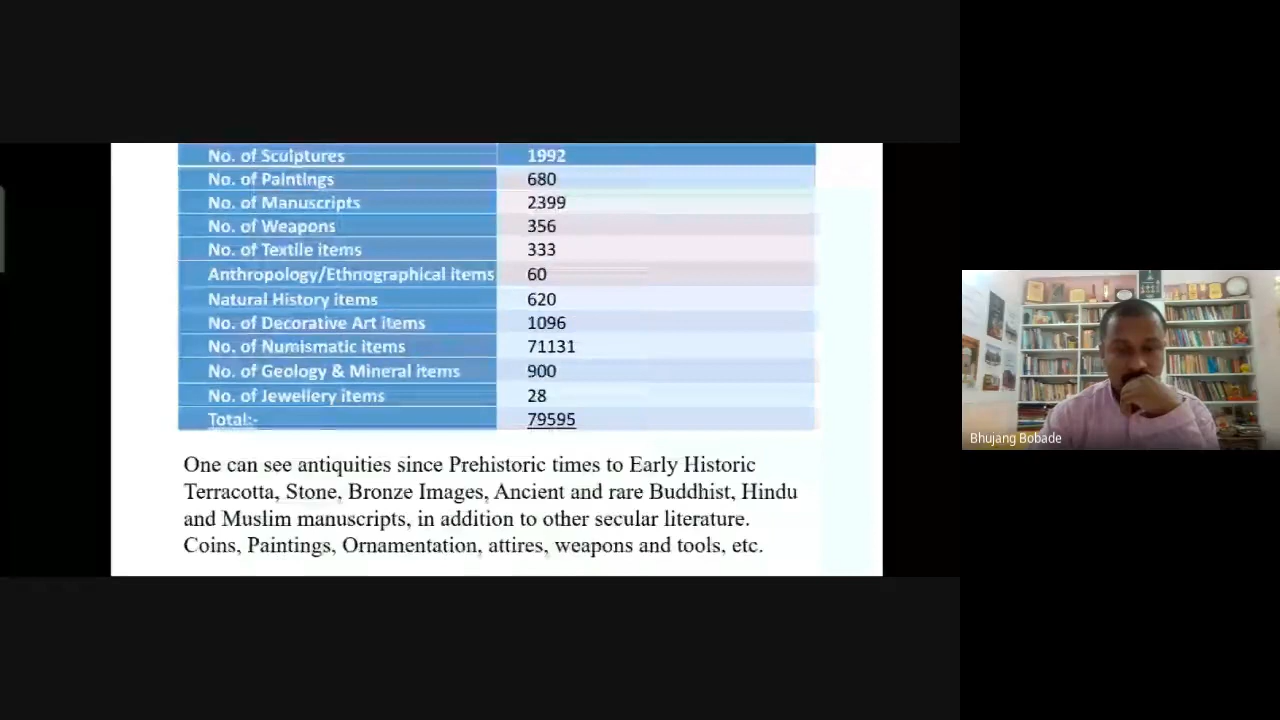 No. of Sculptures 1992
No. of Paintings 680
No. of Manuscripts 2399
No. of Weapons 356
No. of Textile items 333
Anthropology/Ethnographical items 60
Natural History items 620
No. of Decorative Art items 1096
No. of Numismatic items 71131
No. of Geology & Mineral items 900
No. of Jewellery items 28
Total:- 79595
One can see antiquities since Prehistoric times to Early Historic
Terracotta, Stone, Bronze Images, Ancient and rare Buddhist, Hindu
and Muslim manuscripts, in addition to other secular literature.
Coins, Paintings, Ornamentation, attires, weapons and tools, etc.
Bhujang Bobade